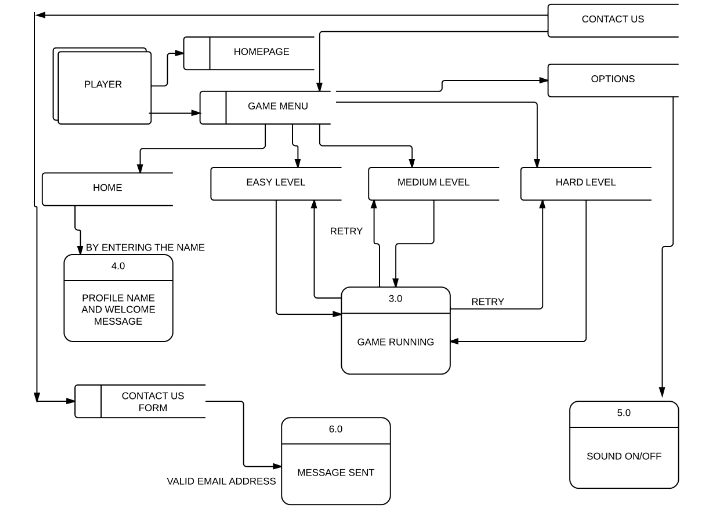 CONTACT US
HOMEPAGE
OPTIONS
PLAYER
GAME MENU
HOME
EASY LEVEL
MEDIUM LEVEL
HARD LEVEL
RETRY
BY ENTERING THE NAME
4.0
PROFILE NAME
AND WELCOME
MESSAGE
3.0
GAME RUNNING
RETRY
CONTACT US
FORM
5.0
SOUND ON/OFF
6.0
MESSAGE SENT
VALID EMAIL ADDRESS